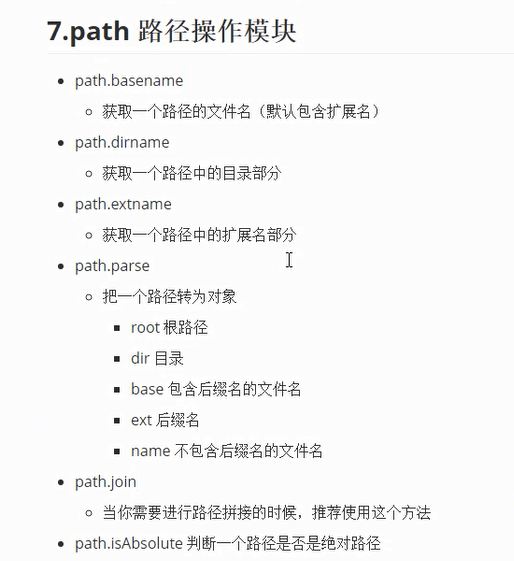 7.path 路径操作模块
path.basename
获取一个路径的文件名（默认包含扩展名）
path.dirname
获取一个路径中的目录部分
path.extname
获取一个路径中的扩展名部分
path.parse
把一个路径转为对象
root 根路径
dir 目录
base 包含后缀名的文件名
ext 后缀名
name 不包含后缀名的文件名
path.join
当你需要进行路径拼接的时候，推荐使用这个方法
path.isAbsolute 判断一个路径是否是绝对路径